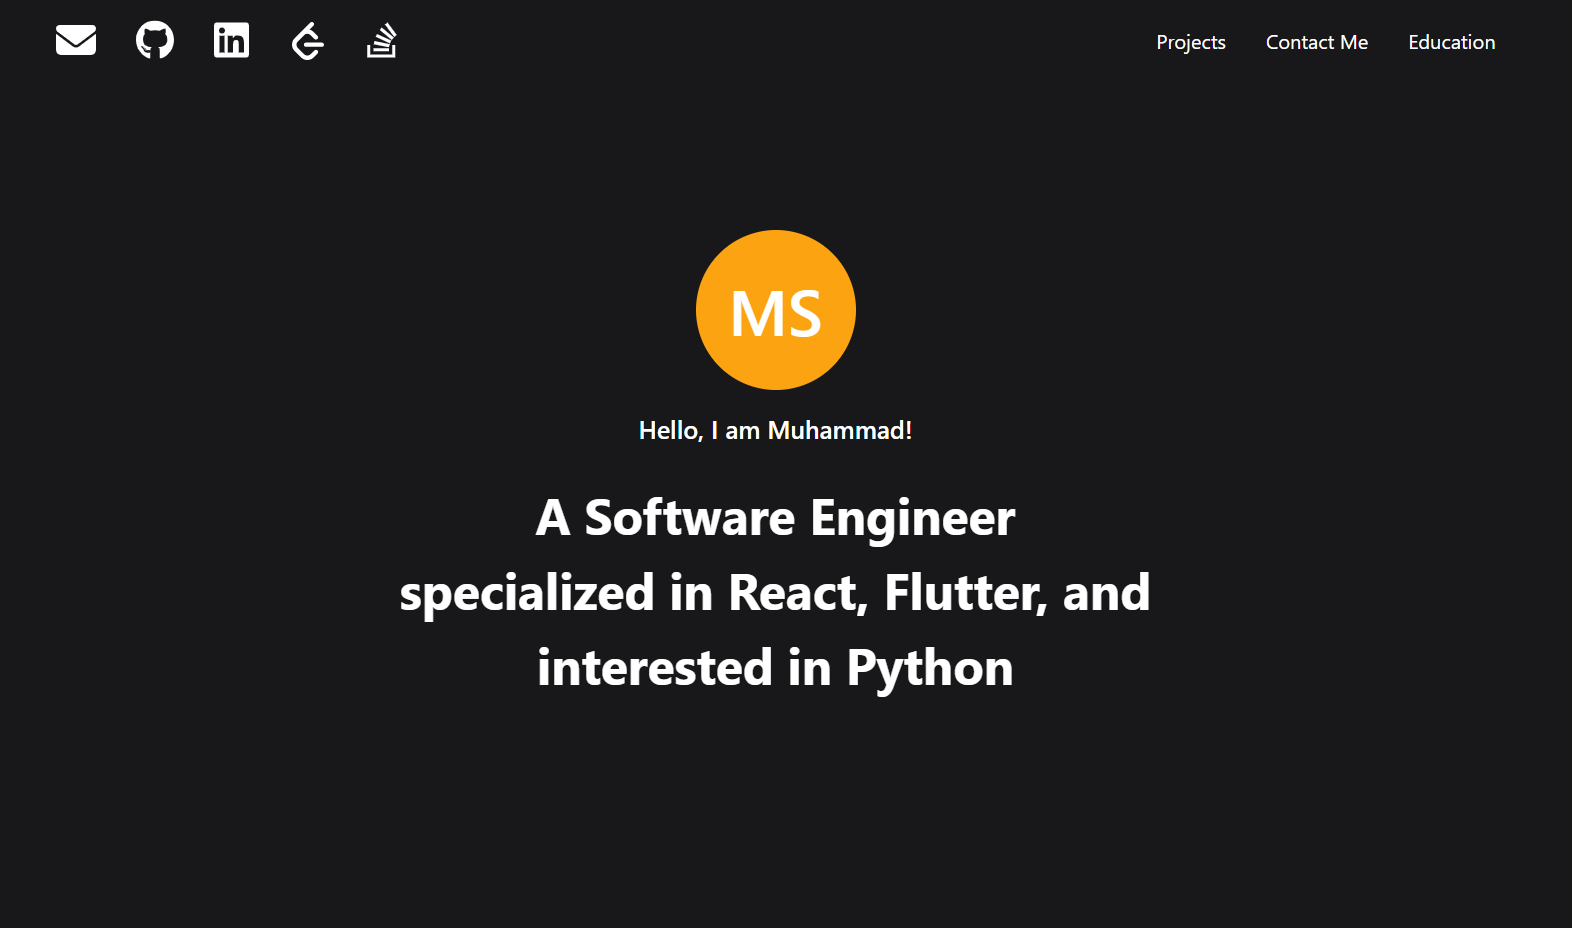 Projects Contact Me Education
MS
Hello, I am Muhammad!
A Software Engineer
specialized in React, Flutter, and
interested in Python